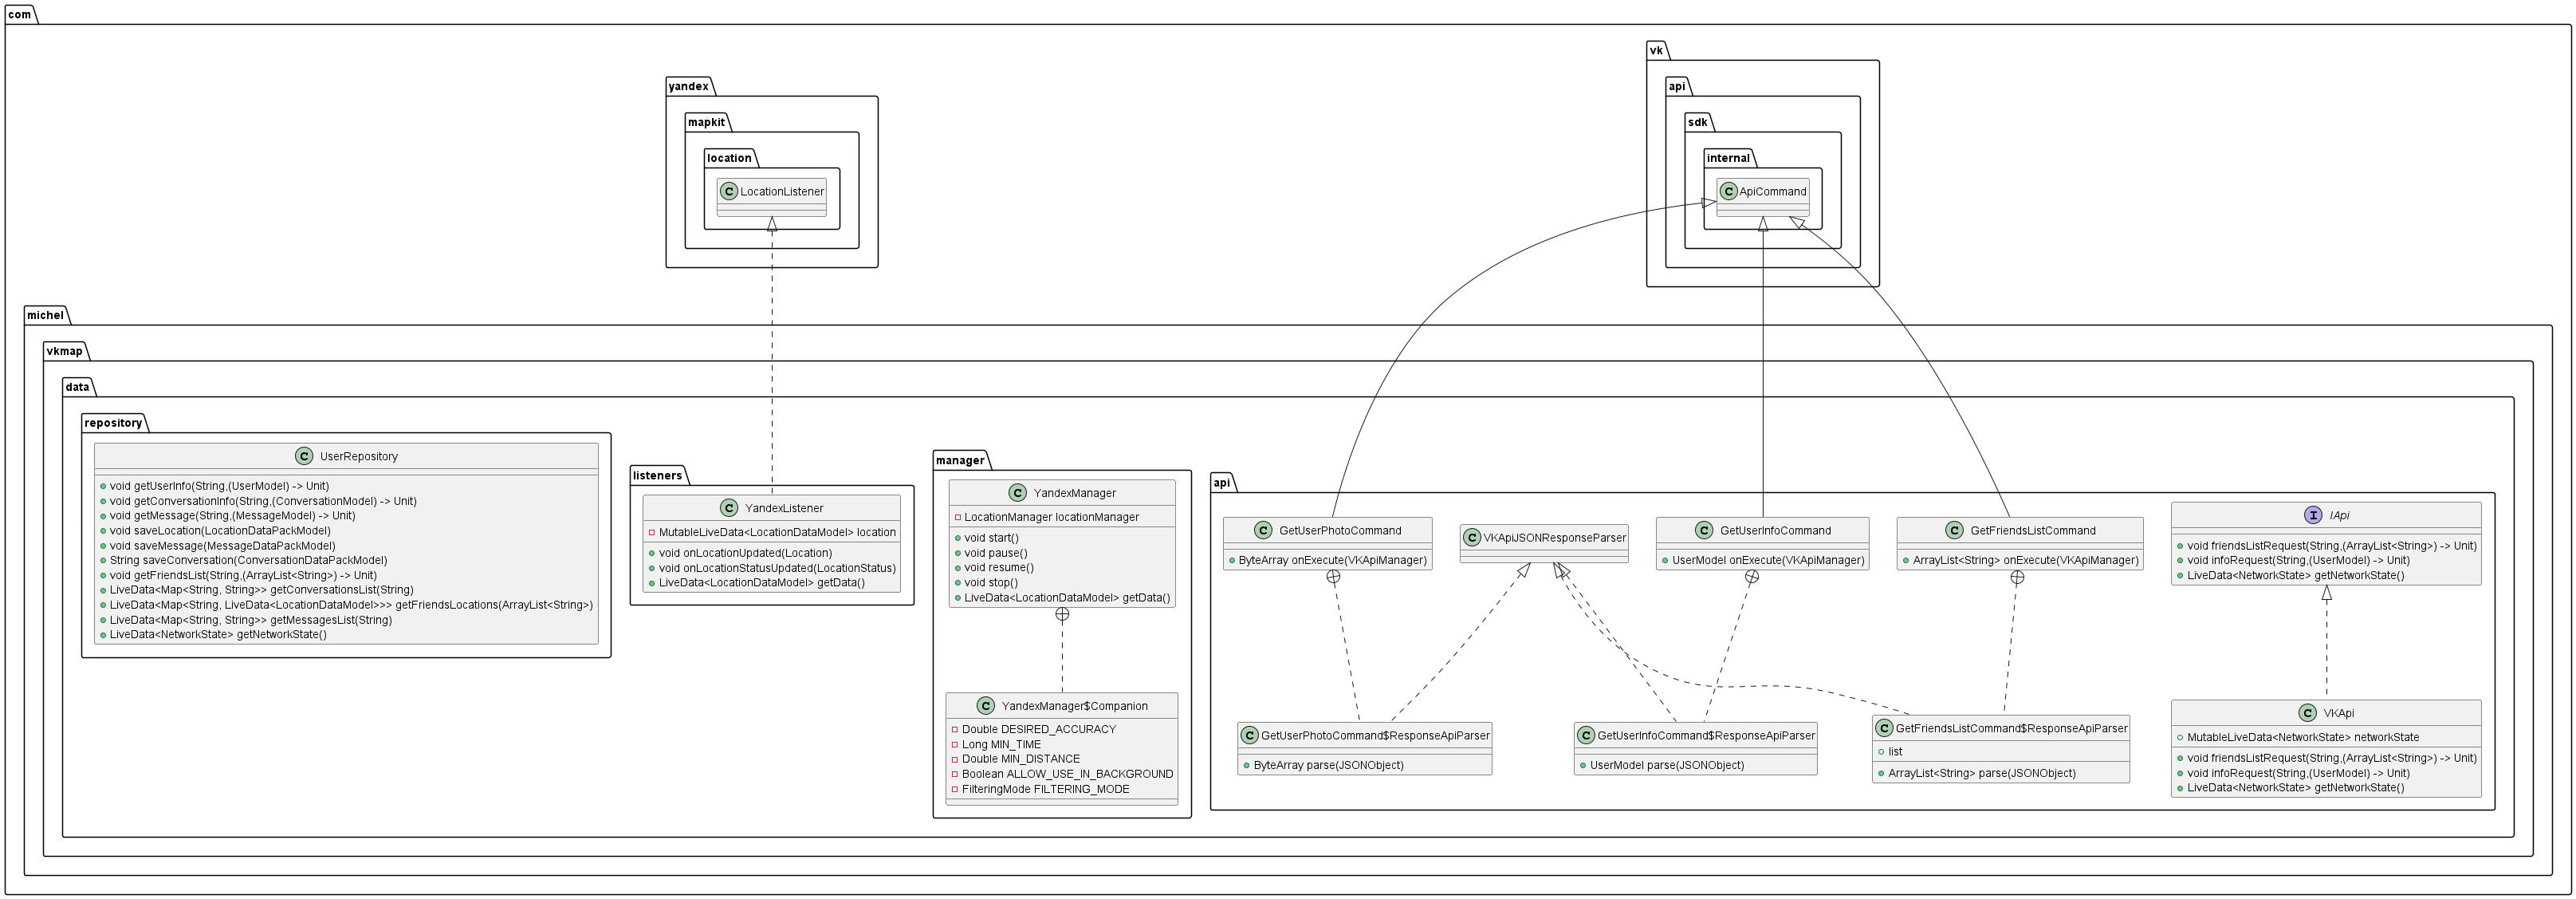 com
vk
yandex
api
mapkit
sdk
location
internal
C LocationListener
C ApiCommand
michel
vkmap
data
repository
C UserRepository
void getUserInfo(String,(UserModel) -> Unit)
void getConversationInfo(String,(ConversationModel) -> Unit)
void getMessage(String,(MessageModel) -> Unit)
void saveLocation(LocationDataPackModel)
void saveMessage(MessageDataPackModel)
String saveConversation(ConversationDataPackModel)
void getFriendsList(String,(ArrayList<String>) -> Unit)
LiveData<Map<String, String>> getConversationsList(String)
LiveData<Map<String, LiveData<LocationDataModel>>> getFriendsLocations(ArrayList<String>)
LiveData<Map<String, String>> getMessagesList(String)
LiveData<NetworkState> getNetworkState()
listeners
C YandexListener
MutableLiveData<LocationDataModel> location
void onLocationUpdated(Location)
void onLocationStatusUpdated(LocationStatus)
LiveData<LocationDataModel> getData()
manager
C YandexManager
LocationManager locationManager
void start()
void pause()
void resume()
void stop()
LiveData<LocationDataModel> getData()
C YandexManager$Companion
Double DESIRED_ACCURACY
Long MIN_TIME
Double MIN_DISTANCE
Boolean ALLOW_USE_IN_BACKGROUND
FilteringMode FILTERING_MODE
api
C GetUserPhotoCommand
ByteArray onExecute(VKApiManager)
C VKApiJSONResponseParser
C GetUserInfoCommand
UserModel onExecute(VKApiManager)
C GetFriendsListCommand
ArrayList<String> onExecute(VKApiManager)
I IApi
void friendsListRequest(String,(ArrayList<String>) -> Unit)
void infoRequest(String,(UserModel) -> Unit)
LiveData<NetworkState> getNetworkState()
C GetUserPhotoCommand$ResponseApiParser
ByteArray parse(JSONObject)
C GetUserInfoCommand$ResponseApiParser
UserModel parse(JSONObject)
C GetFriendsListCommand$ResponseApiParser
list
ArrayList<String> parse(JSONObject)
C VKApi
MutableLiveData<NetworkState> networkState
void friendsListRequest(String,(ArrayList<String>) -> Unit)
void infoRequest(String,(UserModel) -> Unit)
LiveData<NetworkState> getNetworkState()